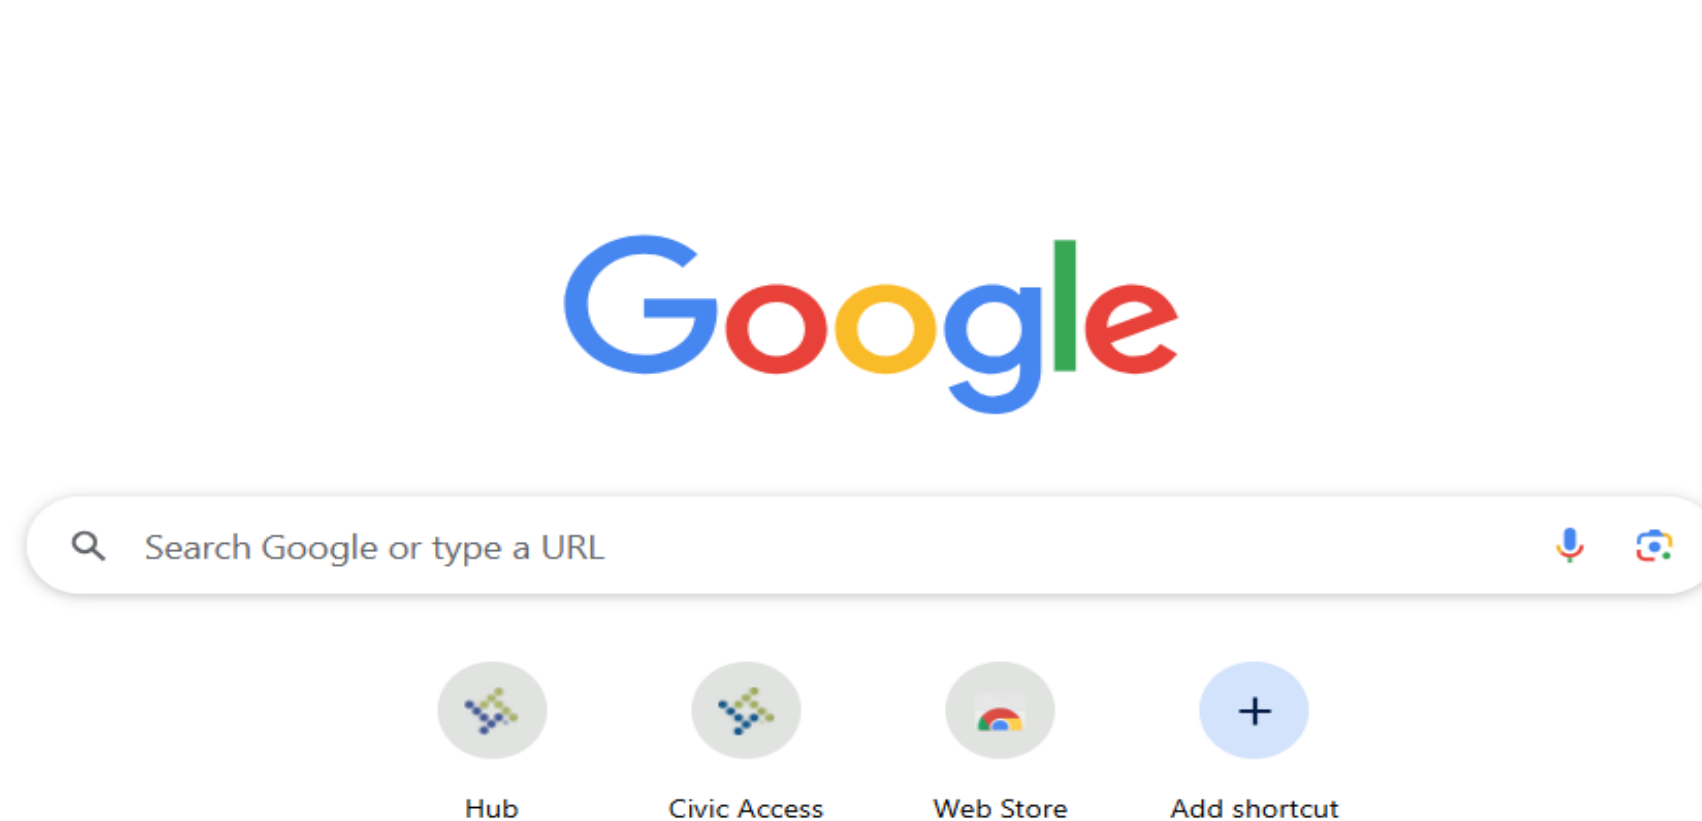 Google
Search Google or type a URL
Hub
Civic Access
Web Store
Add shortcut